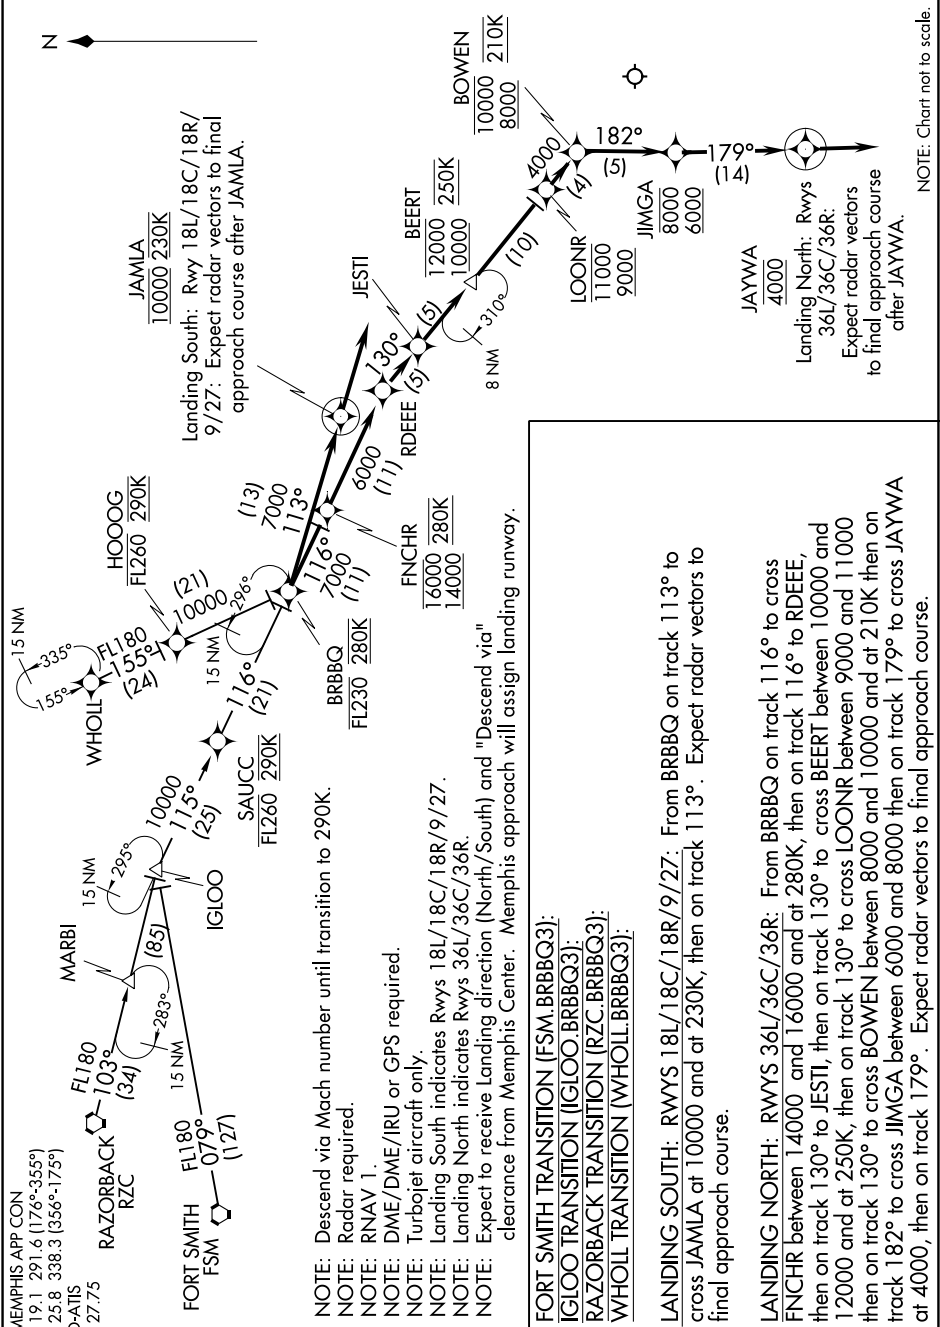 MEMPHIS APP CON
19.1  291.6 (176°-355°)
25.8  338.3 (356°-175°)
D-ATIS
27.75
N
RAZORBACK
RZC
FL180
103°
(34)
MARBI
283°
15 NM
(85)
FORT SMITH
FSM
FL180
079°
(127)
15 NM
295°
IGLOO
10000
115°
(25)
SAUCC
FL260 290K
116°
(21)
15 NM
335°
155°
WHOLL
FL180
155°
(24)
HOOOG
FL260 290K
(21)
10000
296°
15 NM
BRBBQ
FL230 280K
(13)
7000
113°
116°
7000
(11)
JAMLA
10000 230K
Landing South: Rwy 18L/18C/18R/
9/27: Expect radar vectors to final
approach course after JAMLA.
FNCHR
16000 280K
14000
6000
(11)
RDEEE
130°
(5)
JESTI
(5)
BEERT
12000 250K
10000
310°
8 NM
(10)
LOONR
11000
9000
4000
(4)
BOWEN
10000 210K
8000
182°
(5)
JIMGA
8000
6000
179°
(14)
JAYWA
4000
Landing North: Rwys
36L/36C/36R:
Expect radar vectors
to final approach course
after JAYWA.
NOTE: Chart not to scale.
NOTE: Descend via Mach number until transition to 290K.
NOTE: Radar required.
NOTE: RNAV 1.
NOTE: DME/DME/IRU or GPS required.
NOTE: Turbojet aircraft only.
NOTE: Landing South indicates Rwys 18L/18C/18R/9/27.
NOTE: Landing North indicates Rwys 36L/36C/36R.
NOTE: Expect to receive Landing direction (North/South) and "Descend via"
clearance from Memphis Center. Memphis approach will assign landing runway.
FORT SMITH TRANSITION (FSM.BRBBQ3):
IGLOO TRANSITION (IGLOO.BRBBQ3):
RAZORBACK TRANSITION (RZC.BRBBQ3):
WHOLL TRANSITION (WHOLL.BRBBQ3):
LANDING SOUTH: RWYS 18L/18C/18R/9/27: From BRBBQ on track 113° to
cross JAMLA at 10000 and at 230K, then on track 113°. Expect radar vectors to
final approach course.
LANDING NORTH: RWYS 36L/36C/36R: From BRBBQ on track 116° to cross
FNCHR between 14000 and 16000 and at 280K, then on track 116° to RDEEE,
then on track 130° to JESTI, then on track 130° to cross BEERT between 10000 and
12000 and at 250K, then on track 130° to cross LOONR between 9000 and 11000
then on track 130° to cross BOWEN between 8000 and 10000 and at 210K then on
track 182° to cross JIMGA between 6000 and 8000 then on track 179° to cross JAYWA
at 4000, then on track 179°. Expect radar vectors to final approach course.